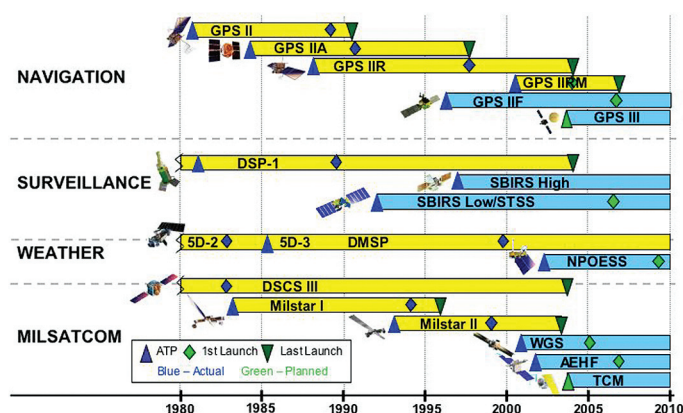 GPS II
GPS IIA
GPS IIR
GPS IIRM
GPS IIF
GPS III
NAVIGATION
DSP-1
SBIRS High
SBIRS Low/STSS
SURVEILLANCE
5D-2 5D-3 DMSP
NPOESS
WEATHER
DSCS III
Milstar I
Milstar II
WGS
AEHF
TCM
MILSATCOM
ATP 1st Launch Last Launch
Blue – Actual Green – Planned
1980 1985 1990 1995 2000 2005 2010